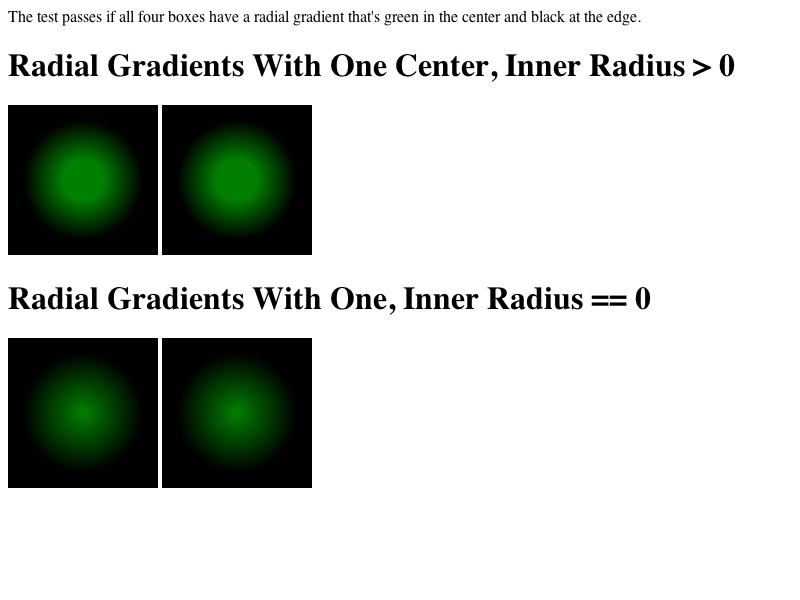 The test passes if all four boxes have a radial gradient that's green in the center and black at the edge.
Radial Gradients With One Center, Inner Radius > 0
Radial Gradients With One, Inner Radius == 0